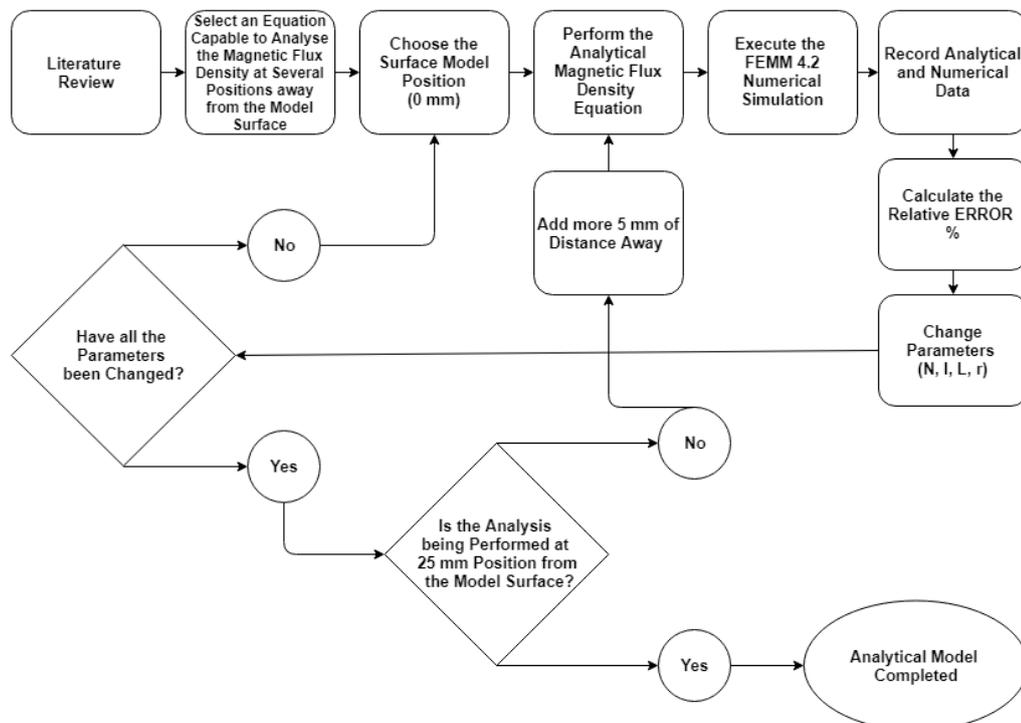 Literature
Review
Select an Equation
Capable to Analyse
the Magnetic Flux
Density at Several
Positions away
from the Model
Surface
Choose the
Surface Model
Position
(0 mm)
Perform the
Analytical
Magnetic Flux
Density
Equation
Execute the
FEMM 4.2
Numerical
Simulation
Record Analytical
and Numerical
Data
Calculate the
Relative ERROR
%
Change
Parameters
(N, I, L, r)
Have all the
Parameters
been Changed?
No
Add more 5 mm of
Distance Away
Yes
Is the Analysis
being Performed at
25 mm Position from
the Model Surface?
No
Yes
Analytical Model
Completed